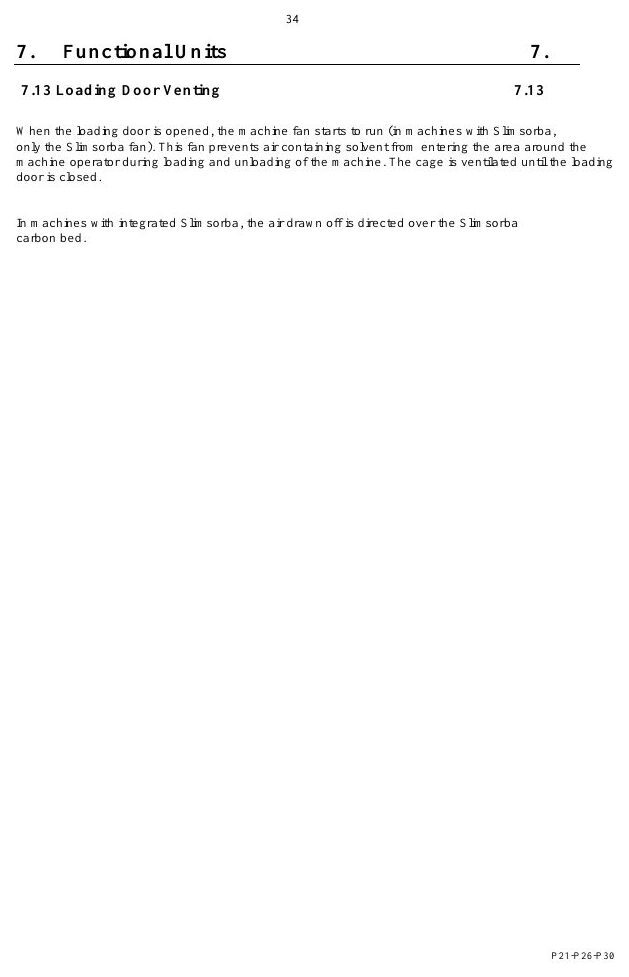 34
7. Functional Units 7.
7.13 Loading Door Venting 7.13
When the loading door is opened, the machine fan starts to run (in machines with Slimsorba,
only the Slimsorba fan). This fan prevents air containing solvent from entering the area around the
machine operator during loading and unloading of the machine. The cage is ventilated until the loading
door is closed.
In machines with integrated Slimsorba, the air drawn off is directed over the Slimsorba
carbon bed.
P21-P26-P30